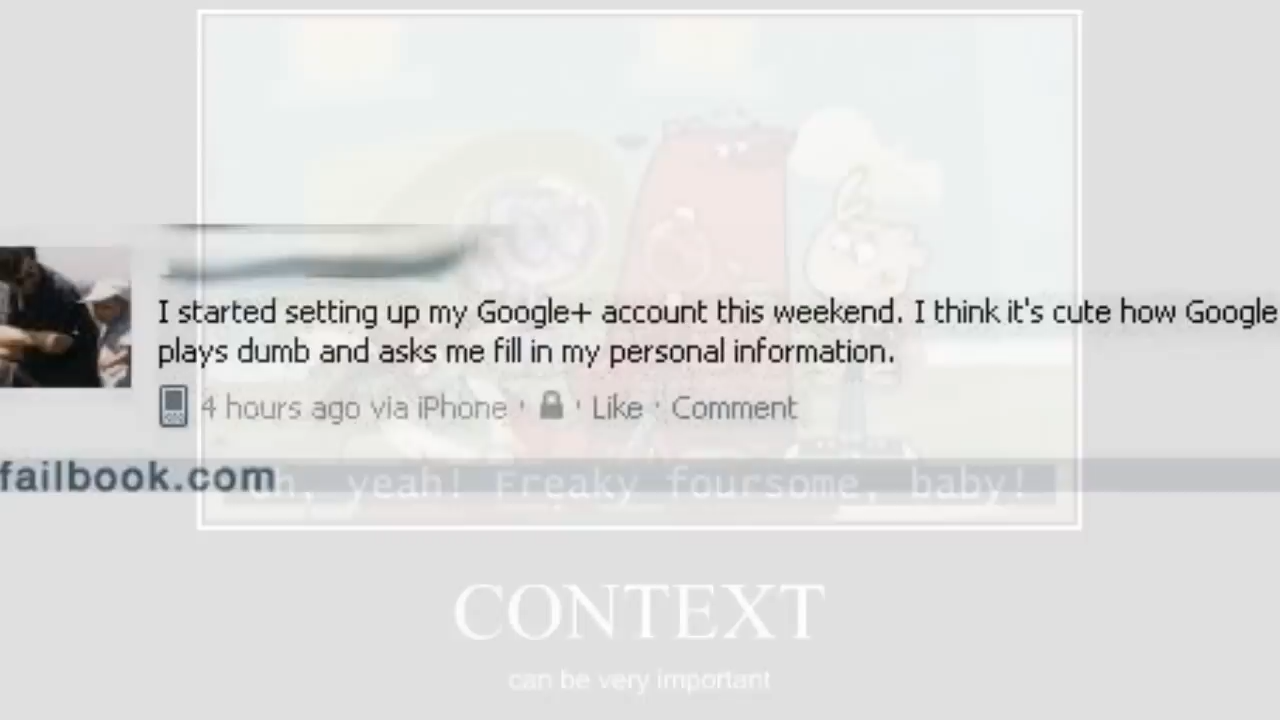 I started setting up my Google+ account this weekend. I think it's cute how Google
plays dumb and asks me fill in my personal information.
4 hours ago via iPhone · Like · Comment
failbook.com
yeah! Freaky foursome, baby!
CONTEXT
can be very important